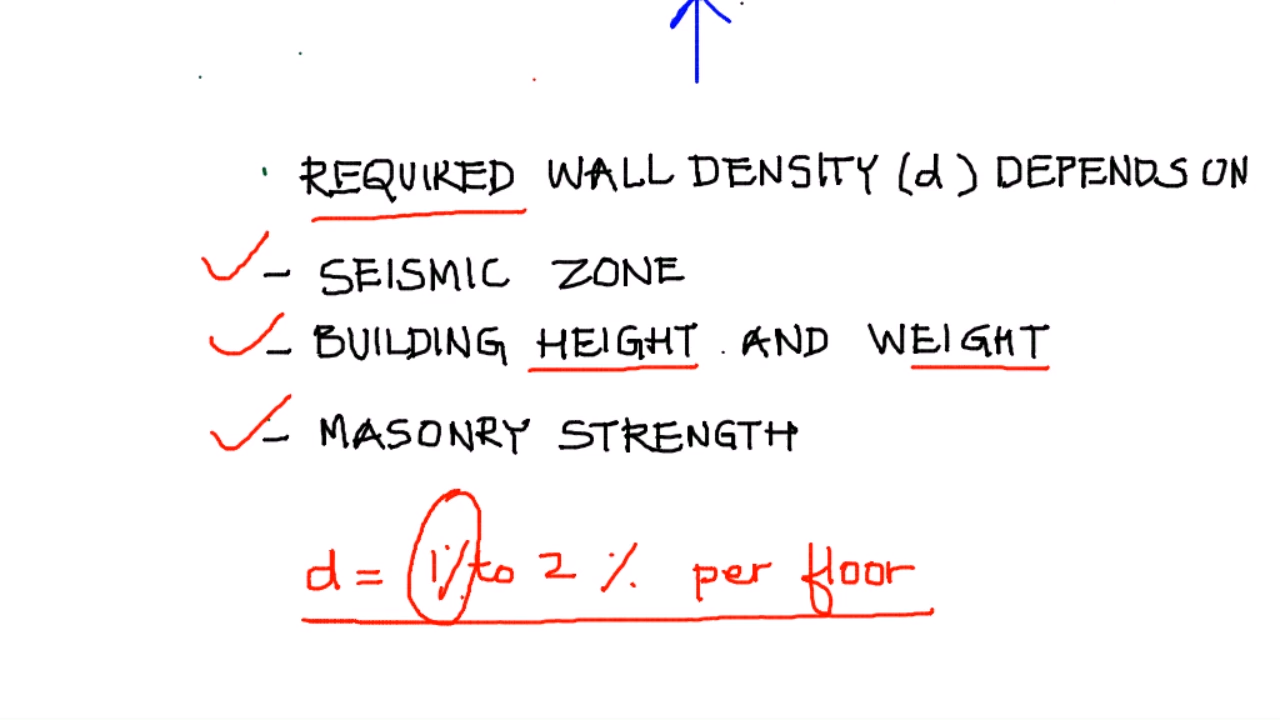 REQUIRED WALL DENSITY (d) DEPENDS ON
- SEISMIC ZONE
- BUILDING HEIGHT AND WEIGHT
- MASONRY STRENGTH
d = 1% to 2 % per floor